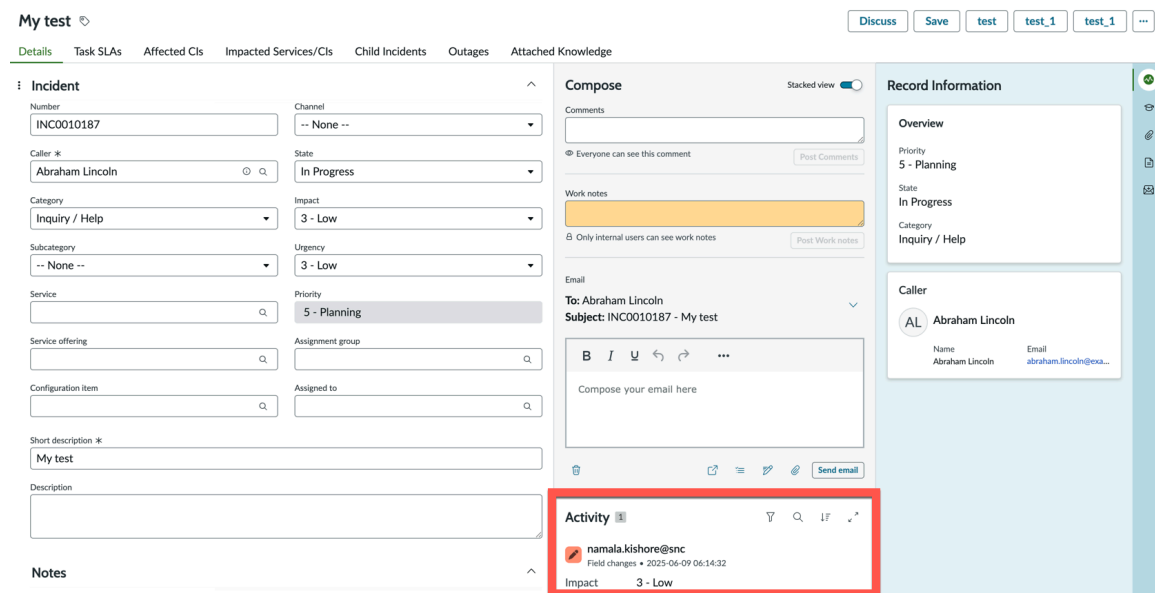 My test
Discuss
Save
test
test_1
test_1
Details
Task SLAs
Affected CIs
Impacted Services/CIs
Child Incidents
Outages
Attached Knowledge
Incident
Number
INC0010187
Channel
-- None --
Caller
Abraham Lincoln
State
In Progress
Category
Inquiry / Help
Impact
3 - Low
Subcategory
-- None --
Urgency
3 - Low
Service
Priority
5 - Planning
Service offering
Assignment group
Configuration item
Assigned to
Short description
My test
Description
Notes
Compose
Stacked view
Comments
Everyone can see this comment
Post Comments
Work notes
Only internal users can see work notes
Post Work notes
Email
To: Abraham Lincoln
Subject: INC0010187 - My test
B I U
Compose your email here
Send email
Activity 1
namala.kishore@snc
Field changes • 2025-06-09 06:14:32
Impact 3 - Low
Record Information
Overview
Priority
5 - Planning
State
In Progress
Category
Inquiry / Help
Caller
AL
Abraham Lincoln
Name
Abraham Lincoln
Email
abraham.lincoln@exa...